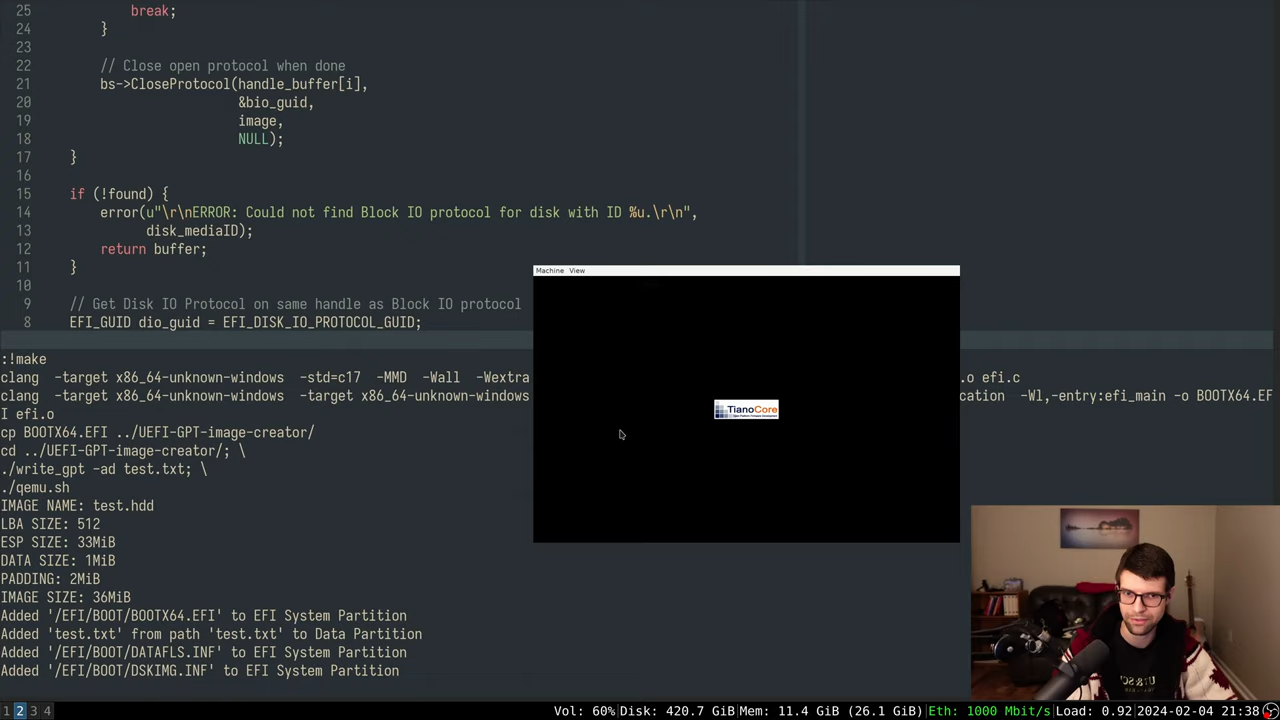 25 break;
24 }
23
22 // Close open protocol when done
21 bs->CloseProtocol(handle_buffer[i],
20 &bio_guid,
19 image,
18 NULL);
17 }
16
15 if (!found) {
14 error(u"\r\nERROR: Could not find Block IO protocol for disk with ID %u.\r\n",
13 disk_mediaID);
12 return buffer;
11 }
10
9 // Get Disk IO Protocol on same handle as Block IO protocol
8 EFI_GUID dio_guid = EFI_DISK_IO_PROTOCOL_GUID;
Machine View
TianoCore
:!make
clang -target x86_64-unknown-windows -std=c17 -MMD -Wall -Wextra .o efi.c
clang -target x86_64-unknown-windows -target x86_64-unknown-windows cation -Wl,-entry:efi_main -o BOOTX64.EF
I efi.o
cp BOOTX64.EFI ../UEFI-GPT-image-creator/
cd ../UEFI-GPT-image-creator/; \
./write_gpt -ad test.txt; \
./qemu.sh
IMAGE NAME: test.hdd
LBA SIZE: 512
ESP SIZE: 33MiB
DATA SIZE: 1MiB
PADDING: 2MiB
IMAGE SIZE: 36MiB
Added '/EFI/BOOT/BOOTX64.EFI' to EFI System Partition
Added 'test.txt' from path 'test.txt' to Data Partition
Added '/EFI/BOOT/DATAFLS.INF' to EFI System Partition
Added '/EFI/BOOT/DSKIMG.INF' to EFI System Partition
1 2 3 4 Vol: 60%|Disk: 420.7 GiB|Mem: 11.4 GiB (26.1 GiB)|Eth: 1000 Mbit/s|Load: 0.92 2024-02-04 21:38